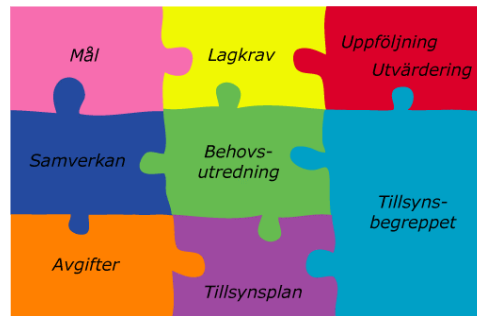 Mål
Lagkrav
Uppföljning
Utvärdering
Samverkan
Behovs-
utredning
Tillsyns-
begreppet
Avgifter
Tillsynsplan